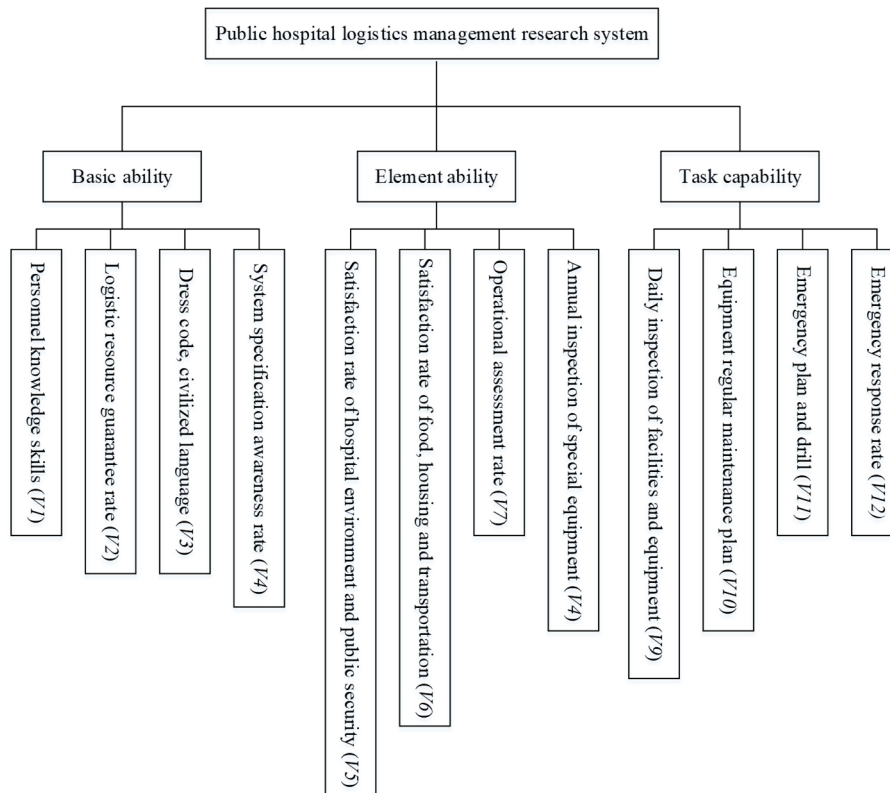 Public hospital logistics management research system
Basic ability
Element ability
Task capability
Personnel knowledge skills (V1)
Logistic resource guarantee rate (V2)
Dress code, civilized language (V3)
System specification awareness rate (V4)
Satisfaction rate of hospital environment and public security (V5)
Satisfaction rate of food, housing and transportation (V6)
Operational assessment rate (V7)
Annual inspection of special equipment (V4)
Daily inspection of facilities and equipment (V9)
Equipment regular maintenance plan (V10)
Emergency plan and drill (V11)
Emergency response rate (V12)